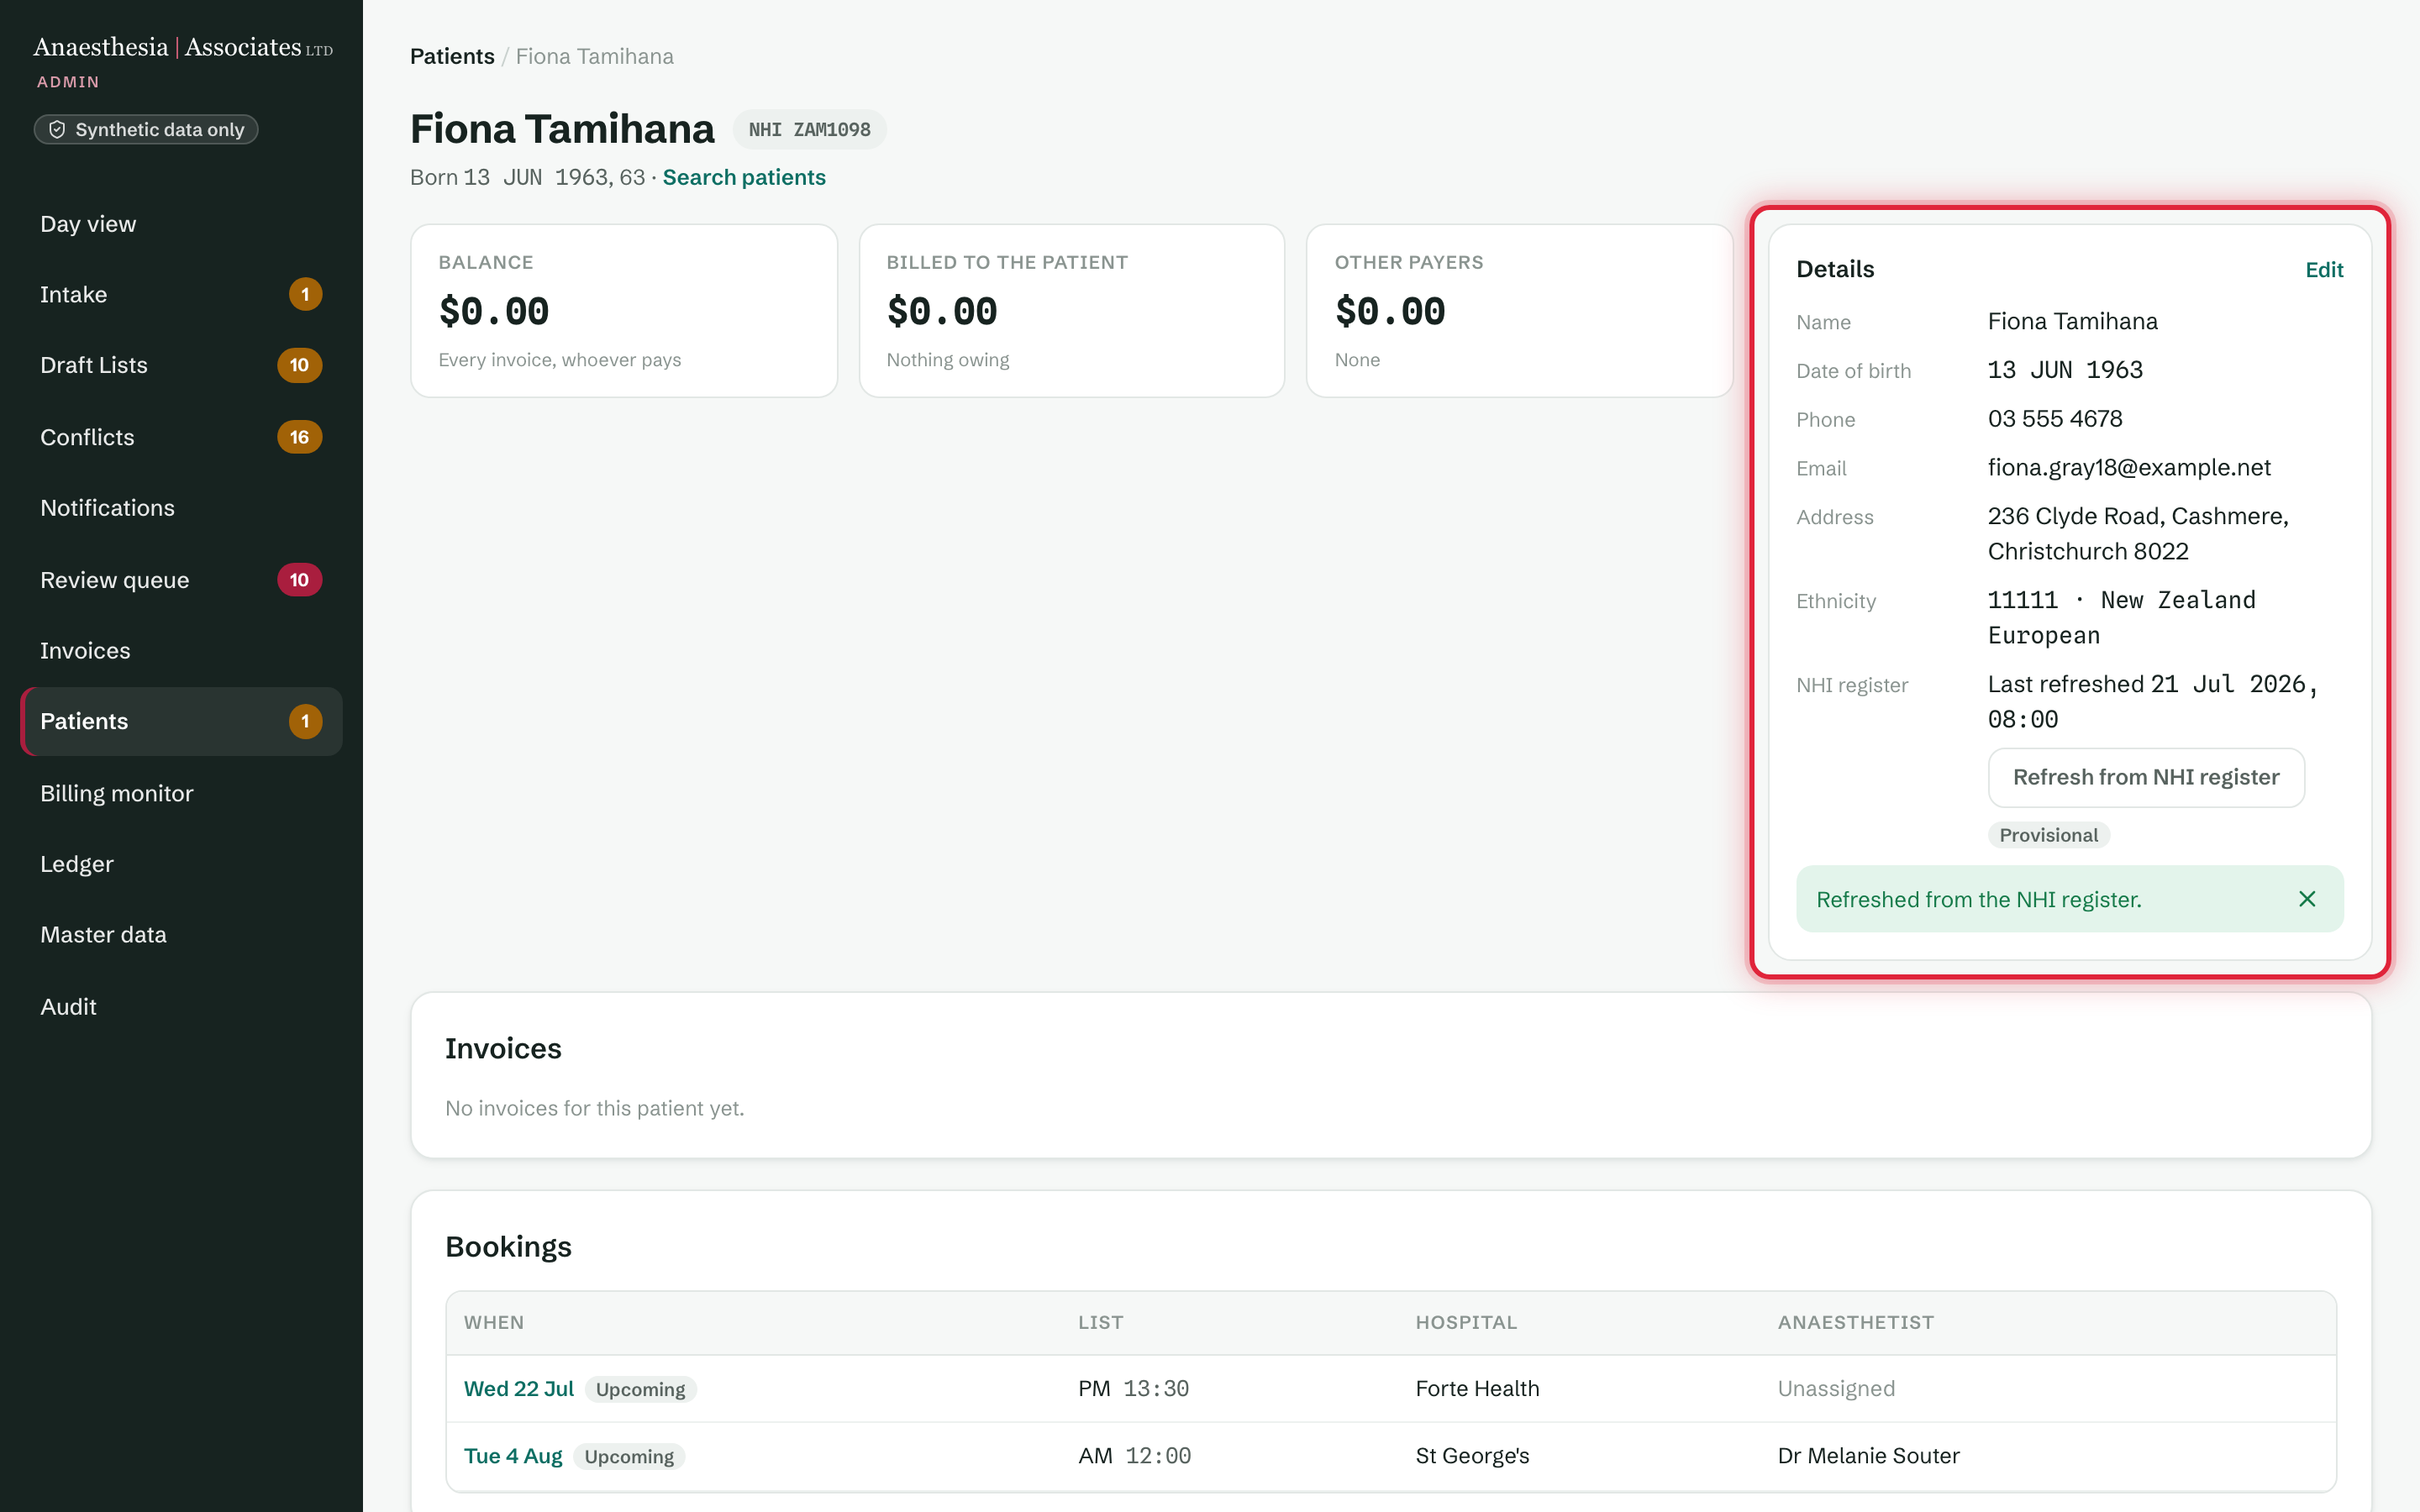 Anaesthesia | Associates LTD
ADMIN
Synthetic data only
Day view
Intake 1
Draft Lists 10
Conflicts 16
Notifications
Review queue 10
Invoices
Patients 1
Billing monitor
Ledger
Master data
Audit
Patients / Fiona Tamihana
Fiona Tamihana NHI ZAM1098
Born 13 JUN 1963, 63 · Search patients
BALANCE
$0.00
Every invoice, whoever pays
BILLED TO THE PATIENT
$0.00
Nothing owing
OTHER PAYERS
$0.00
None
Details Edit
Name Fiona Tamihana
Date of birth 13 JUN 1963
Phone 03 555 4678
Email fiona.gray18@example.net
Address 236 Clyde Road, Cashmere,
Christchurch 8022
Ethnicity 11111 · New Zealand
European
NHI register Last refreshed 21 Jul 2026,
08:00
Refresh from NHI register
Provisional
Refreshed from the NHI register.
Invoices
No invoices for this patient yet.
Bookings
WHEN LIST HOSPITAL ANAESTHETIST
Wed 22 Jul Upcoming PM 13:30 Forte Health Unassigned
Tue 4 Aug Upcoming AM 12:00 St George's Dr Melanie Souter